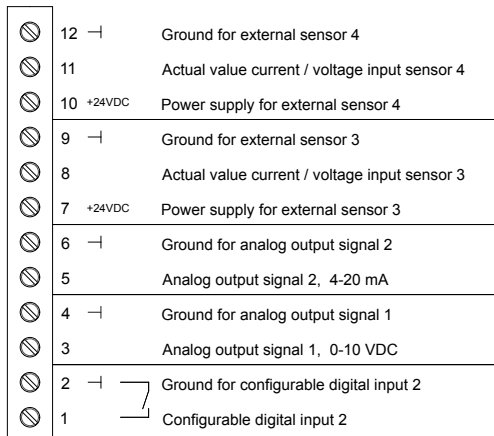 12 Ground for external sensor 4
11 Actual value current / voltage input sensor 4
10 +24VDC Power supply for external sensor 4
9 Ground for external sensor 3
8 Actual value current / voltage input sensor 3
7 +24VDC Power supply for external sensor 3
6 Ground for analog output signal 2
5 Analog output signal 2, 4-20 mA
4 Ground for analog output signal 1
3 Analog output signal 1, 0-10 VDC
2 Ground for configurable digital input 2
1 Configurable digital input 2